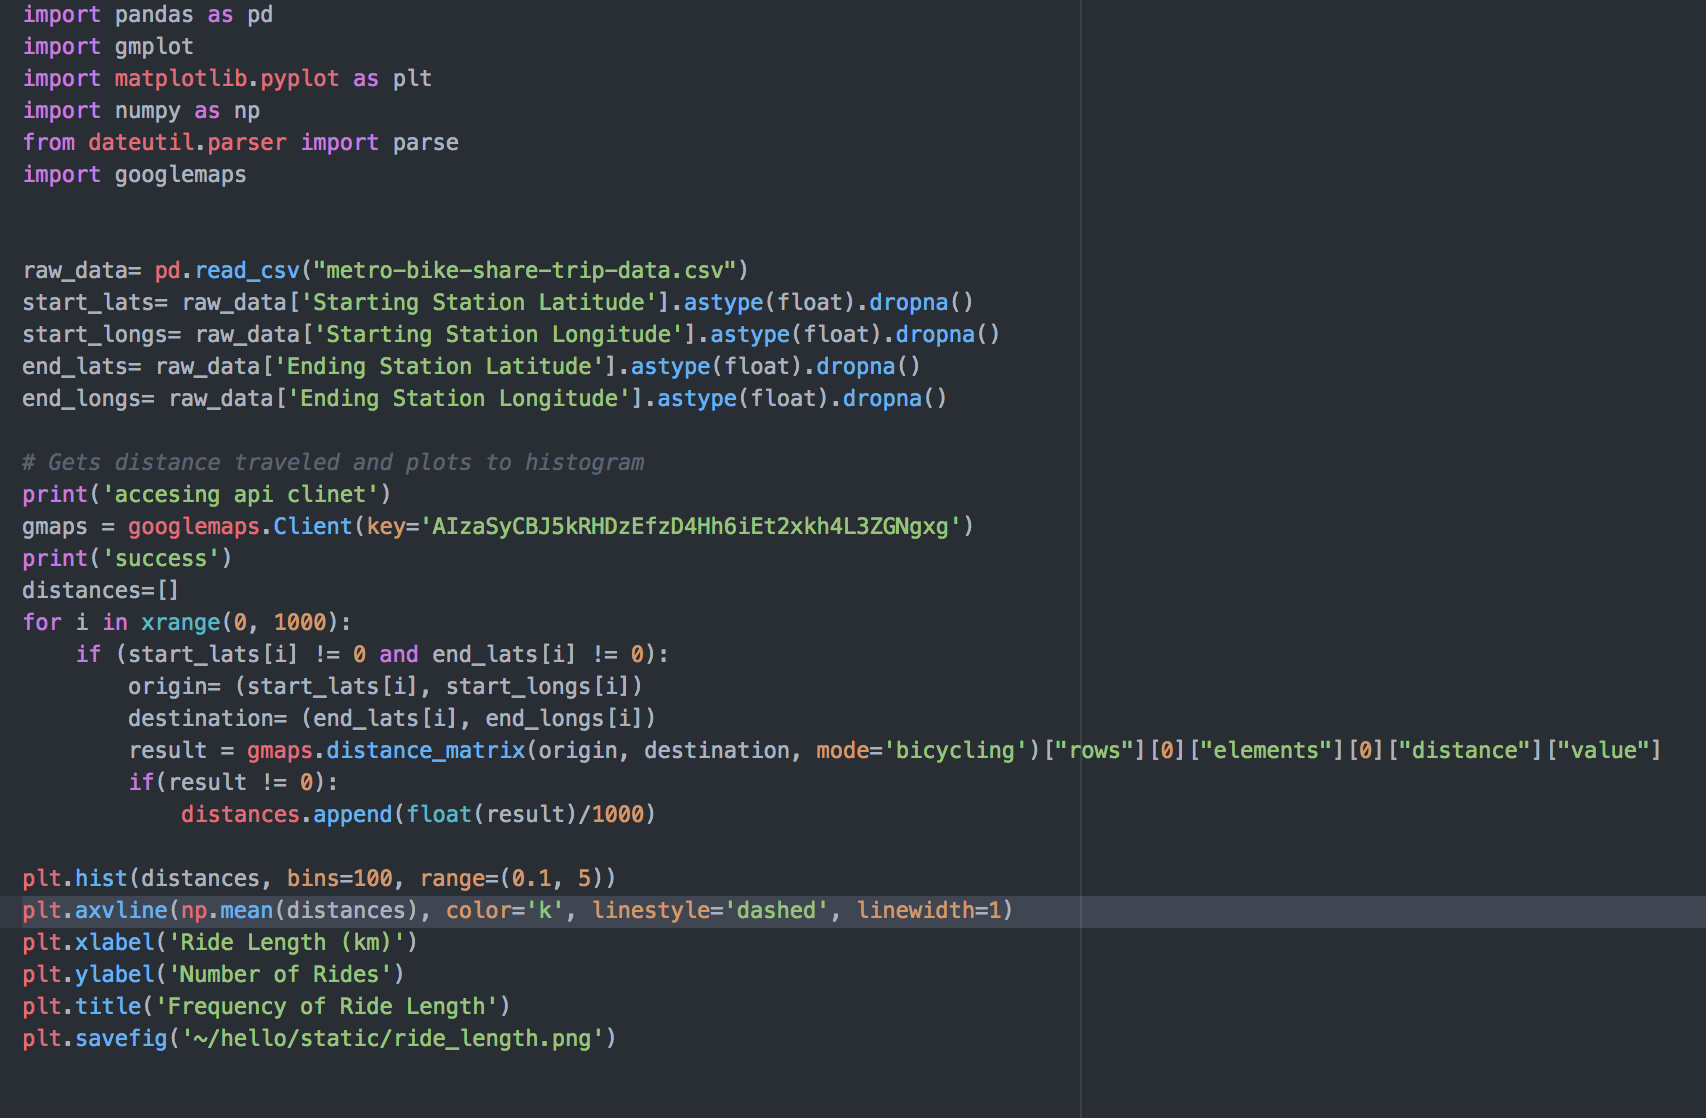 import pandas as pd
import gmplot
import matplotlib.pyplot as plt
import numpy as np
from dateutil.parser import parse
import googlemaps
raw_data= pd.read_csv("metro-bike-share-trip-data.csv")
start_lats= raw_data['Starting Station Latitude'].astype(float).dropna()
start_longs= raw_data['Starting Station Longitude'].astype(float).dropna()
end_lats= raw_data['Ending Station Latitude'].astype(float).dropna()
end_longs= raw_data['Ending Station Longitude'].astype(float).dropna()
# Gets distance traveled and plots to histogram
print('accesing api clinet')
gmaps = googlemaps.Client(key='AIzaSyCBJ5kRHDzEfzD4Hh6iEt2xkh4L3ZGNgxg')
print('success')
distances=[]
for i in xrange(0, 1000):
    if (start_lats[i] != 0 and end_lats[i] != 0):
        origin= (start_lats[i], start_longs[i])
        destination= (end_lats[i], end_longs[i])
        result = gmaps.distance_matrix(origin, destination, mode='bicycling')["rows"][0]["elements"][0]["distance"]["value"]
        if(result != 0):
            distances.append(float(result)/1000)
plt.hist(distances, bins=100, range=(0.1, 5))
plt.axvline(np.mean(distances), color='k', linestyle='dashed', linewidth=1)
plt.xlabel('Ride Length (km)')
plt.ylabel('Number of Rides')
plt.title('Frequency of Ride Length')
plt.savefig('~/hello/static/ride_length.png')